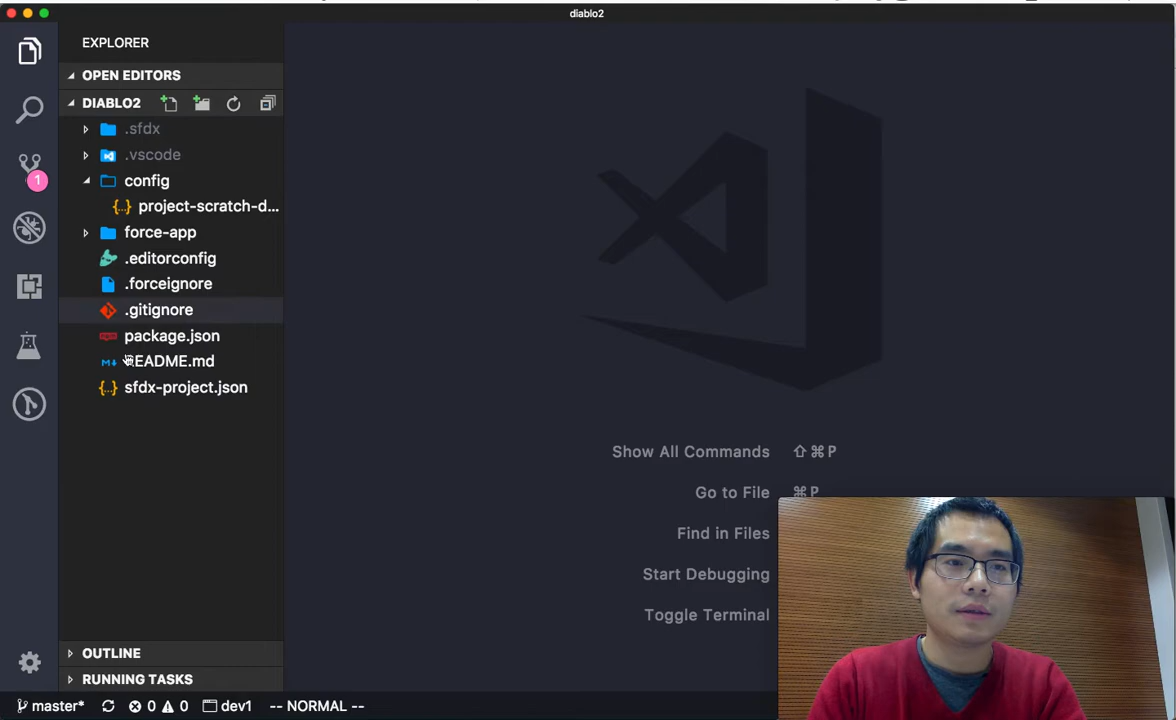 diablo2
EXPLORER
OPEN EDITORS
DIABLO2
.sfdx
.vscode
config
{..} project-scratch-d...
force-app
.editorconfig
.forceignore
.gitignore
package.json
README.md
{..} sfdx-project.json
1
Show All Commands ⇧⌘P
Go to File ⌘P
Find in Files
Start Debugging
Toggle Terminal
OUTLINE
RUNNING TASKS
master* 0 0 dev1 -- NORMAL --